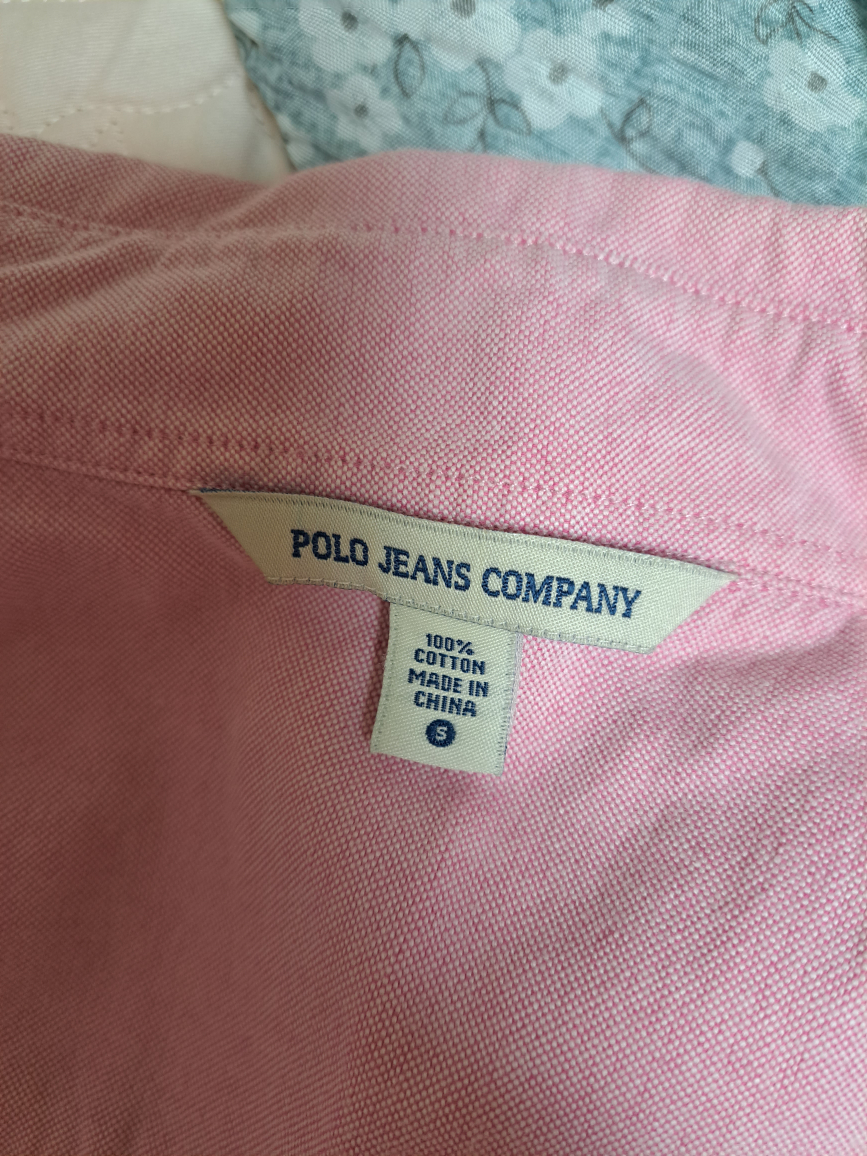 POLO JEANS COMPANY
100%
COTTON
MADE IN
CHINA
S